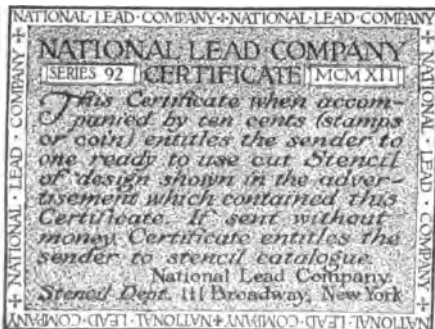 NATIONAL · LEAD · COMPANY + NATIONAL · LEAD · COMPANY
NATIONAL LEAD COMPANY
SERIES 92 CERTIFICATE MCMXII
This Certificate when accom-
panied by ten cents (stamps
or coin) entitles the sender to
one ready to use cut Stencil
of design shown in the adver-
tisement which contained this
Certificate. If sent without
money, Certificate entitles the
sender to stencil catalogue.
National Lead Company.
Stencil Dept. 111 Broadway, New York
+ NATIONAL · LEAD · COMPANY +
+ NATIONAL · LEAD · COMPANY +
NATIONAL · LEAD · COMPANY + NATIONAL · LEAD · COMPANY